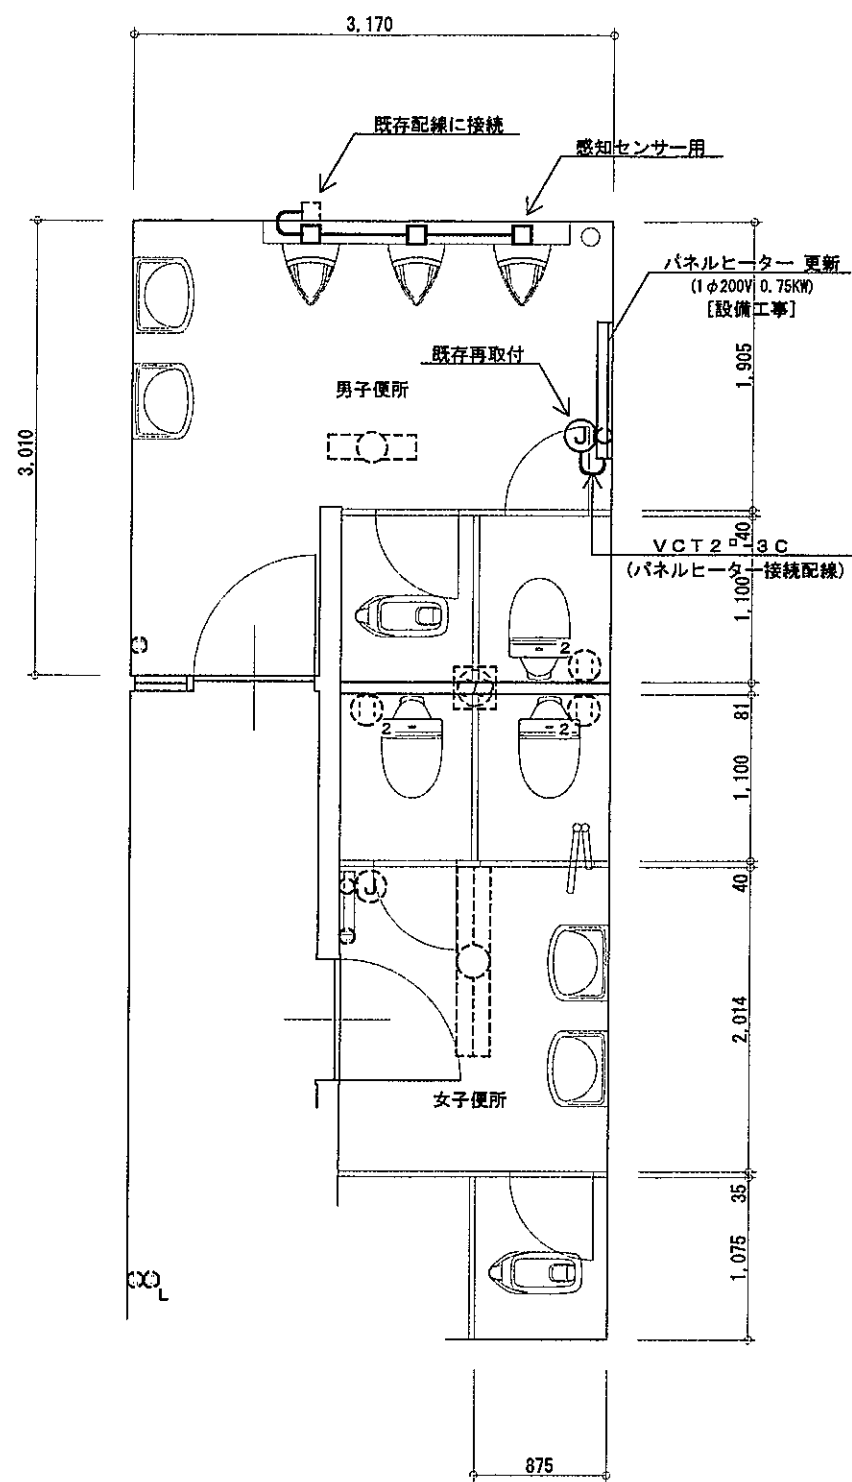 3,170
既存配線に接続
感知センサー用
パネルヒーター 更新
(1φ200V 0.75KW)
[設備工事]
既存再取付
男子便所
1,905
3,010
40
VCT2□-3C
(パネルヒーター接続配線)
1,100
2
81
2
2
1,100
40
J
J
2,014
女子便所
35
1,075
L
875